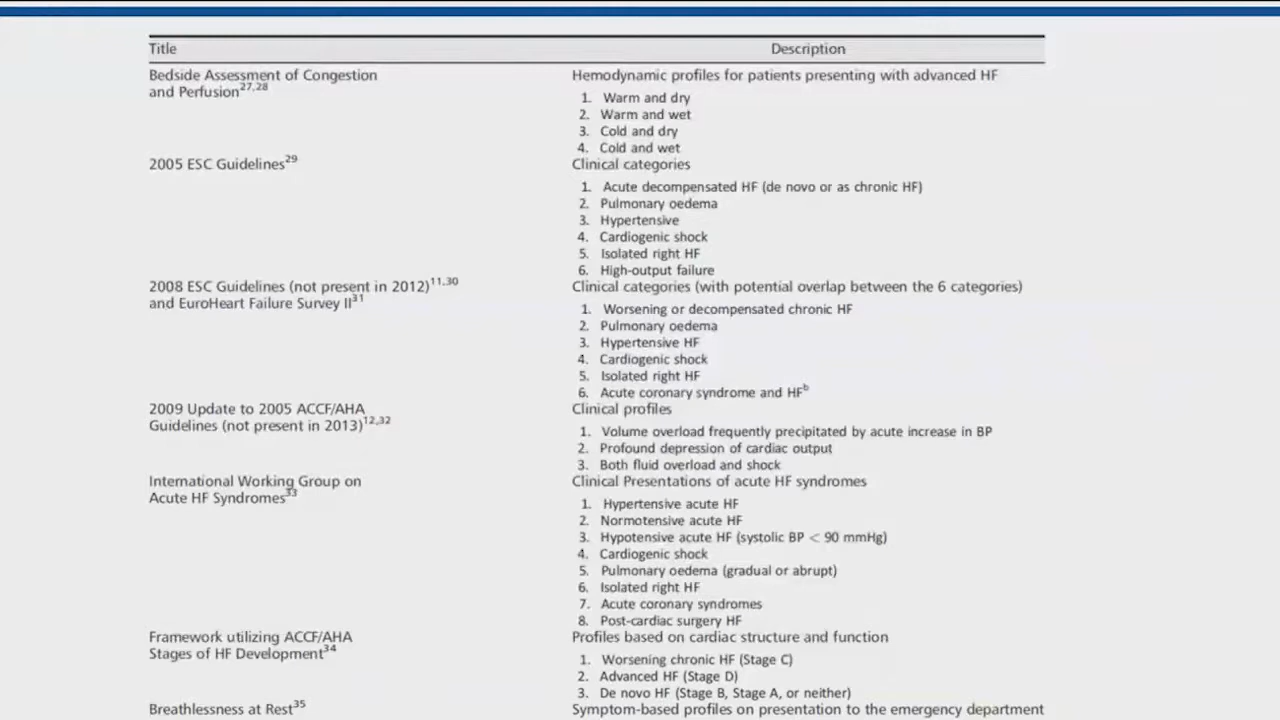 Title Description
Bedside Assessment of Congestion Hemodynamic profiles for patients presenting with advanced HF
and Perfusion27,28
1. Warm and dry
2. Warm and wet
3. Cold and dry
4. Cold and wet
2005 ESC Guidelines29 Clinical categories
1. Acute decompensated HF (de novo or as chronic HF)
2. Pulmonary oedema
3. Hypertensive
4. Cardiogenic shock
5. Isolated right HF
6. High-output failure
2008 ESC Guidelines (not present in 2012)11,30 Clinical categories (with potential overlap between the 6 categories)
and EuroHeart Failure Survey II31
1. Worsening or decompensated chronic HF
2. Pulmonary oedema
3. Hypertensive HF
4. Cardiogenic shock
5. Isolated right HF
6. Acute coronary syndrome and HFb
2009 Update to 2005 ACCF/AHA Clinical profiles
Guidelines (not present in 2013)12,32
1. Volume overload frequently precipitated by acute increase in BP
2. Profound depression of cardiac output
3. Both fluid overload and shock
International Working Group on Clinical Presentations of acute HF syndromes
Acute HF Syndromes33
1. Hypertensive acute HF
2. Normotensive acute HF
3. Hypotensive acute HF (systolic BP < 90 mmHg)
4. Cardiogenic shock
5. Pulmonary oedema (gradual or abrupt)
6. Isolated right HF
7. Acute coronary syndromes
8. Post-cardiac surgery HF
Framework utilizing ACCF/AHA Profiles based on cardiac structure and function
Stages of HF Development34
1. Worsening chronic HF (Stage C)
2. Advanced HF (Stage D)
3. De novo HF (Stage B, Stage A, or neither)
Breathlessness at Rest35 Symptom-based profiles on presentation to the emergency department